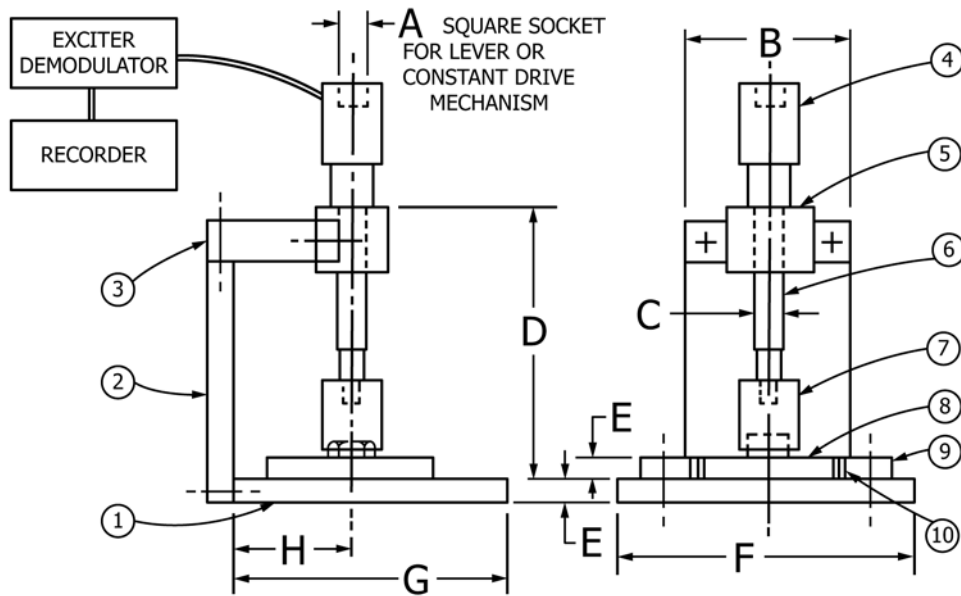 EXCITER
DEMODULATOR
RECORDER
A SQUARE SOCKET
FOR LEVER OR
CONSTANT DRIVE
MECHANISM
B
4
5
3
6
D
C
2
7
E
8
9
1
H
G
E
F
10